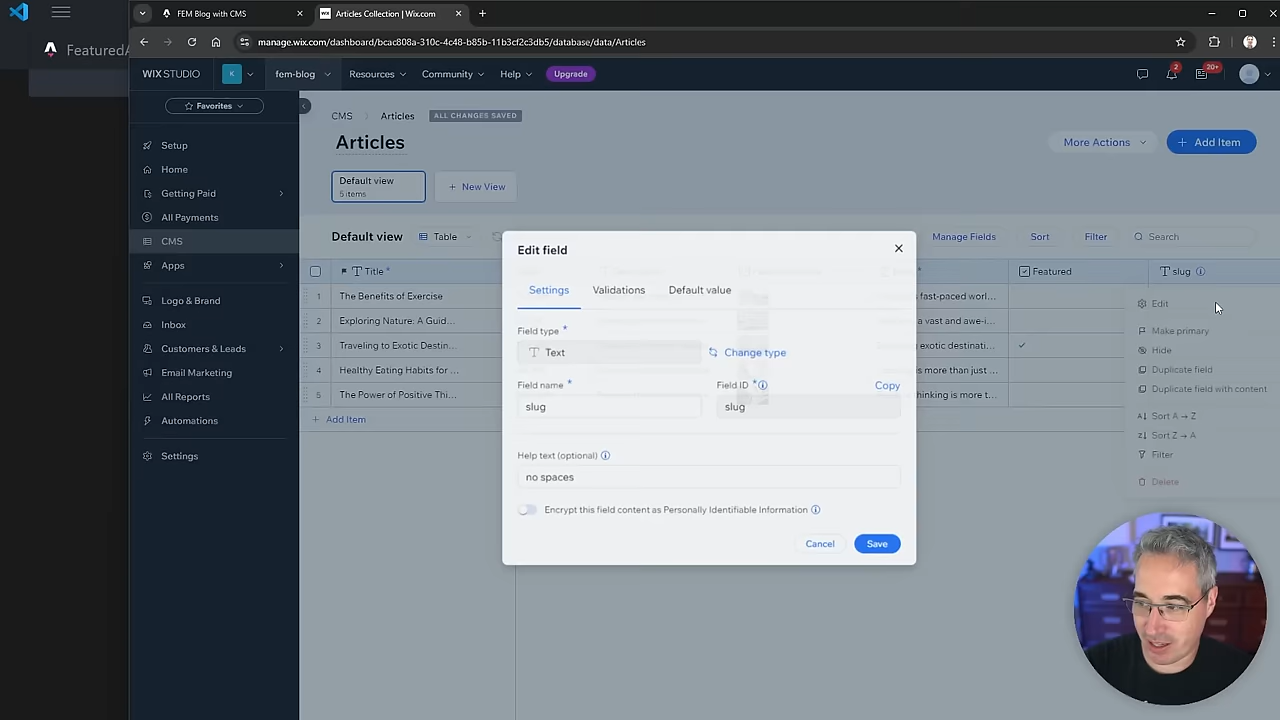 FEM Blog with CMS
Articles Collection | Wix.com
manage.wix.com/dashboard/bcac808a-310c-4c48-b85b-11b3cf2c3db5/database/data/Articles
FeaturedA
WIX STUDIO
K
fem-blog
Resources
Community
Help
Upgrade
2
20+
Favorites
Setup
Home
Getting Paid
All Payments
CMS
Apps
Logo & Brand
Inbox
Customers & Leads
Email Marketing
All Reports
Automations
Settings
CMS
Articles
ALL CHANGES SAVED
Articles
More Actions
+ Add Item
Default view
5 items
+ New View
Default view
Table
Manage Fields
Sort
Filter
Search
Title *
Featured
slug
1 The Benefits of Exercise
s fast-paced worl...
2 Exploring Nature: A Guid...
a vast and awe-i...
3 Traveling to Exotic Destin...
exotic destinati...
4 Healthy Eating Habits for ...
is more than just ...
5 The Power of Positive Thi...
hinking is more t...
+ Add Item
Edit
Make primary
Hide
Duplicate field
Duplicate field with content
Sort A → Z
Sort Z → A
Filter
Delete
Edit field
Settings
Validations
Default value
Field type *
Text
Change type
Field name *
Field ID *
Copy
slug
slug
Help text (optional)
no spaces
Encrypt this field content as Personally Identifiable Information
Cancel
Save